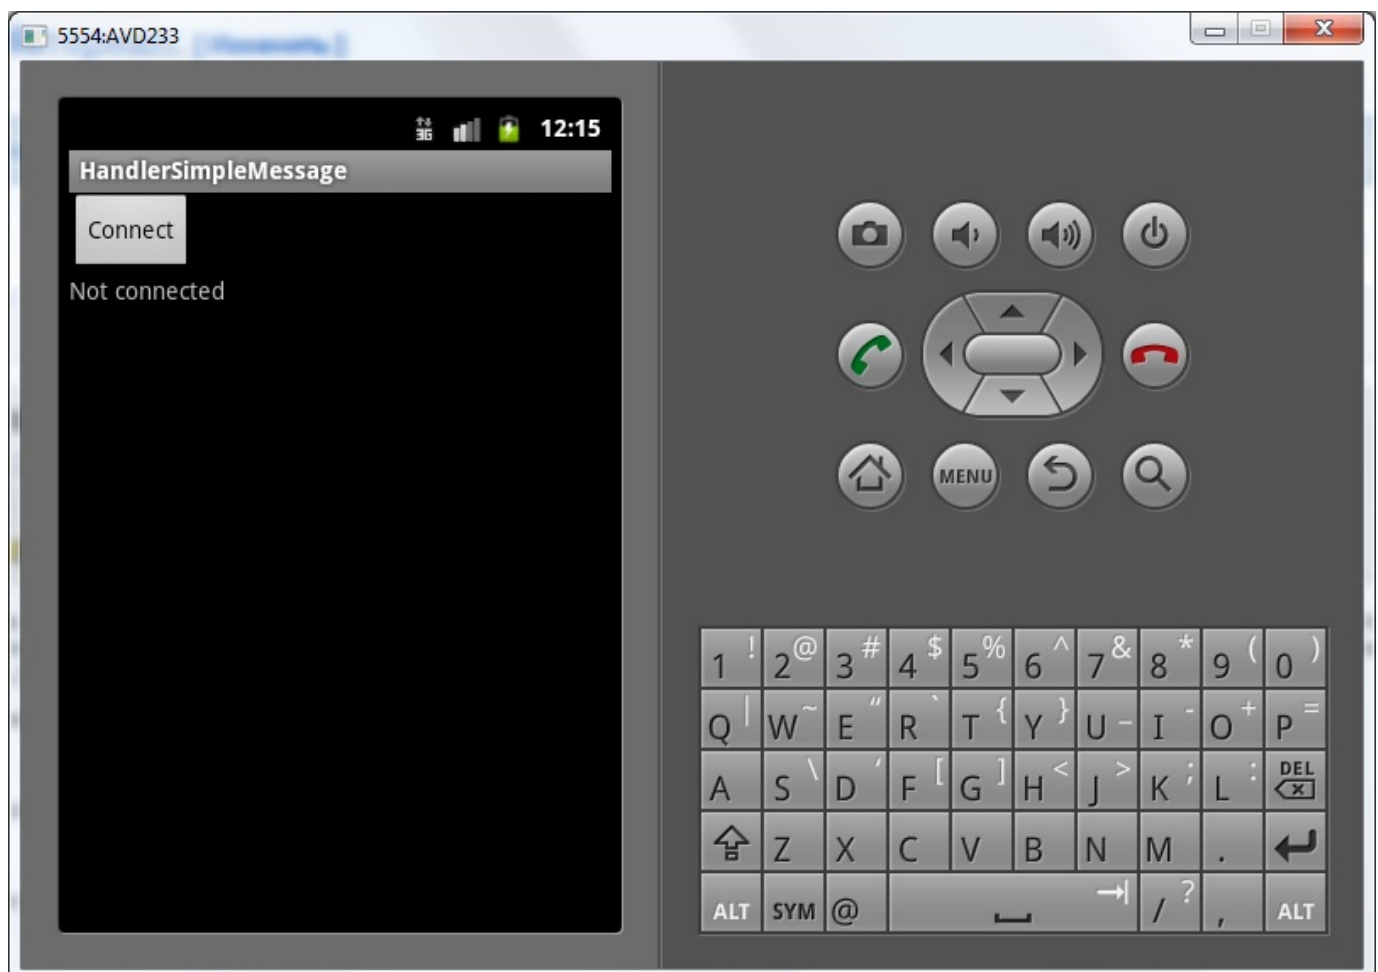 5554:AVD233
3G 12:15
HandlerSimpleMessage
Connect
Not connected
MENU
1 ! 2 @ 3 # 4 $ 5 % 6 ^ 7 & 8 * 9 ( 0 )
Q | W ~ E “ R ` T { Y } U _ I - O + P =
A S \ D ‘ F [ G ] H < J > K ; L : DEL
Z X C V B N M .
ALT SYM @ / ? , ALT